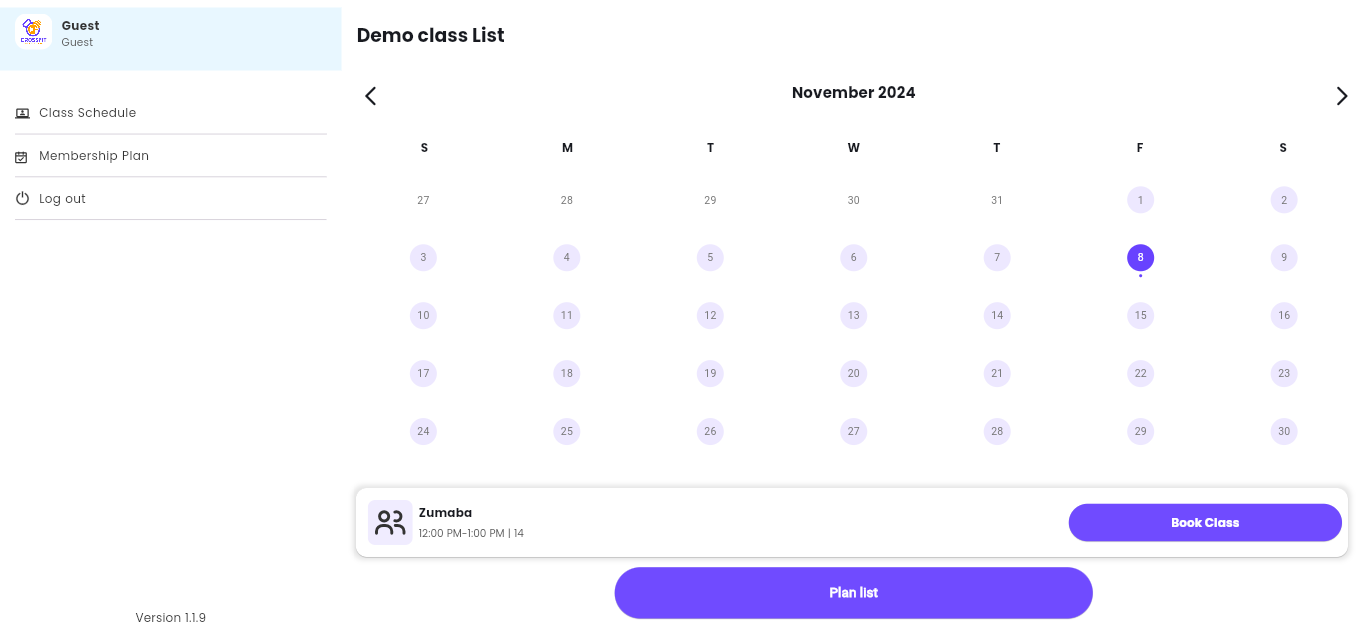 Guest
Guest
CROSSFIT
Class Schedule
Membership Plan
Log out
Version 1.1.9
Demo class List
November 2024
S M T W T F S
27 28 29 30 31 1 2
3 4 5 6 7 8 9
10 11 12 13 14 15 16
17 18 19 20 21 22 23
24 25 26 27 28 29 30
Zumaba
12:00 PM-1:00 PM | 14
Book Class
Plan list